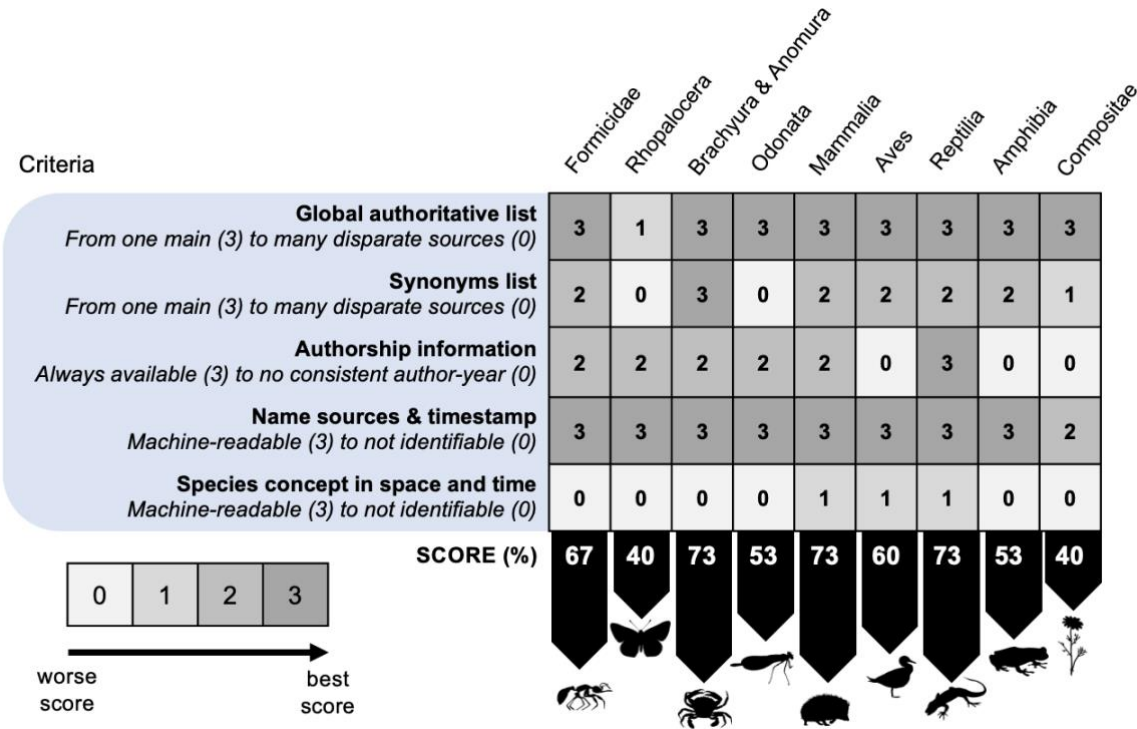 Formicidae
Rhopalocera
Brachyura & Anomura
Odonata
Mammalia
Aves
Reptilia
Amphibia
Compositae
Criteria
Global authoritative list
From one main (3) to many disparate sources (0)
3 1 3 3 3 3 3 3 3
Synonyms list
From one main (3) to many disparate sources (0)
2 0 3 0 2 2 2 2 1
Authorship information
Always available (3) to no consistent author-year (0)
2 2 2 2 2 0 3 0 0
Name sources & timestamp
Machine-readable (3) to not identifiable (0)
3 3 3 3 3 3 3 3 2
Species concept in space and time
Machine-readable (3) to not identifiable (0)
0 0 0 0 1 1 1 0 0
SCORE (%) 67 40 73 53 73 60 73 53 40
0 1 2 3
worse score
best score